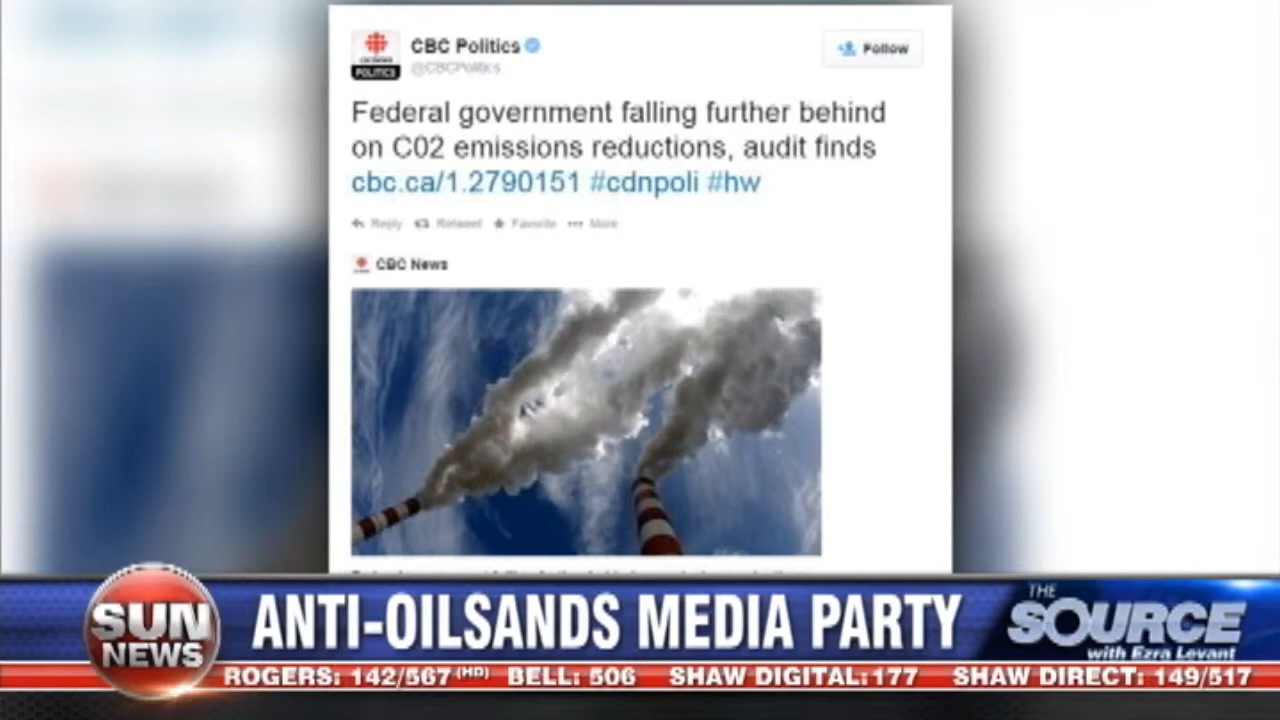 CBC Politics
@CBCPolitics
Follow
POLITICS
Federal government falling further behind
on C02 emissions reductions, audit finds
cbc.ca/1.2790151 #cdnpoli #hw
Reply Retweet Favorite More
CBC News
SUN
NEWS
ANTI-OILSANDS MEDIA PARTY
THE
SOURCE
with Ezra Levant
ROGERS: 142/567 (HD) BELL: 506 SHAW DIGITAL: 177 SHAW DIRECT: 149/517